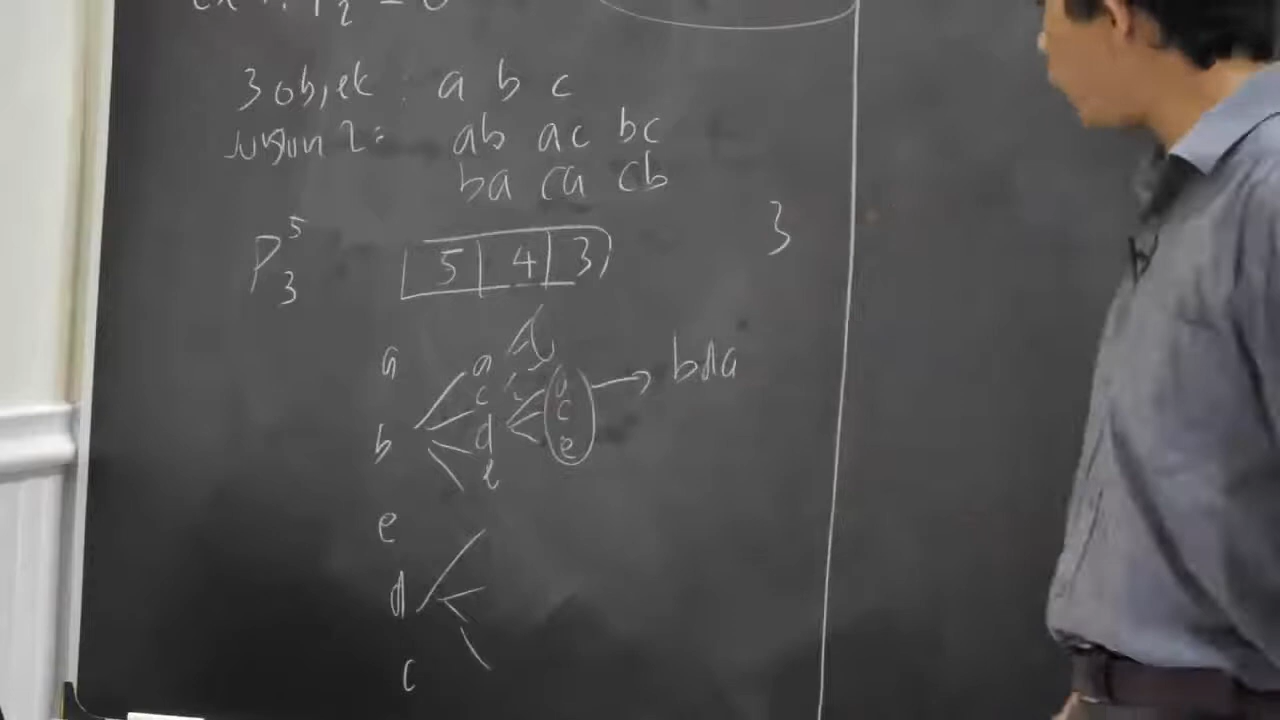 3 objek : a b c
susun 2 : ab ac bc
ba ca cb
P 5 3
5 4 3
3
a
b
a
c
d
e
c
e
bda
e
d
c